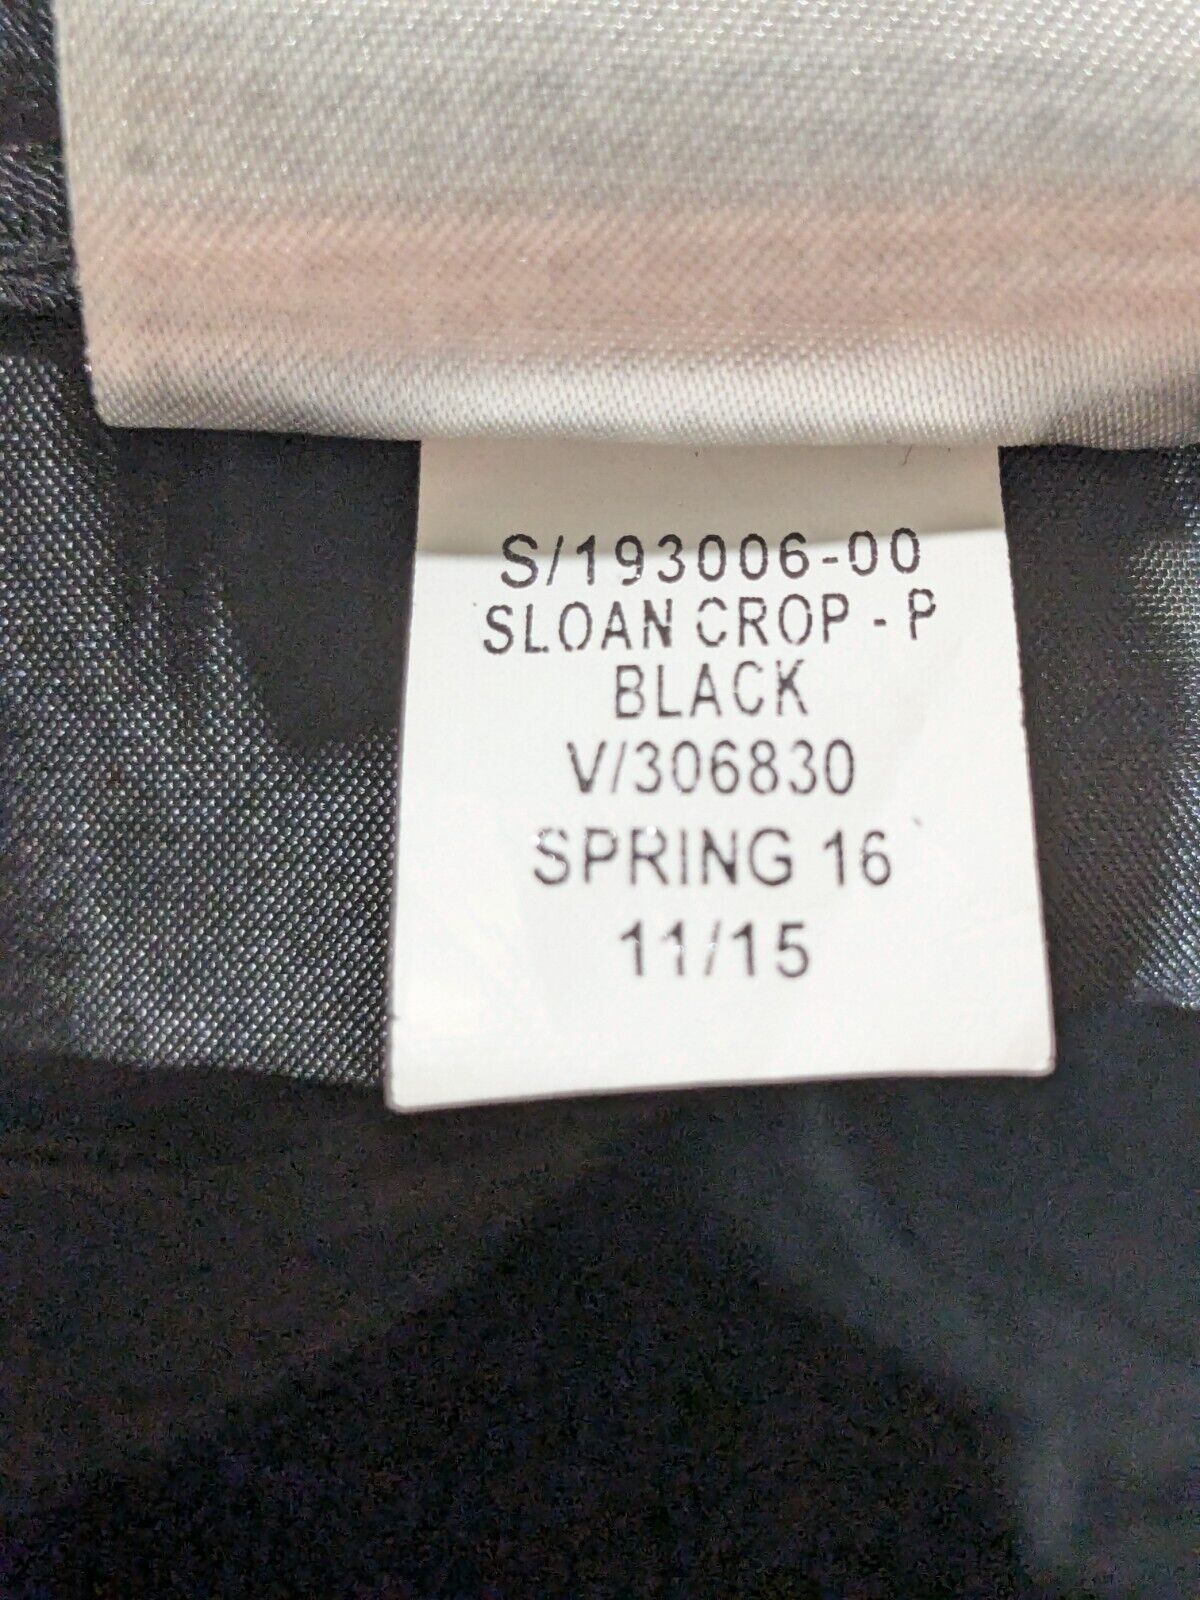 S/193006-00
SLOAN CROP - P
BLACK
V/306830
SPRING 16
11/15